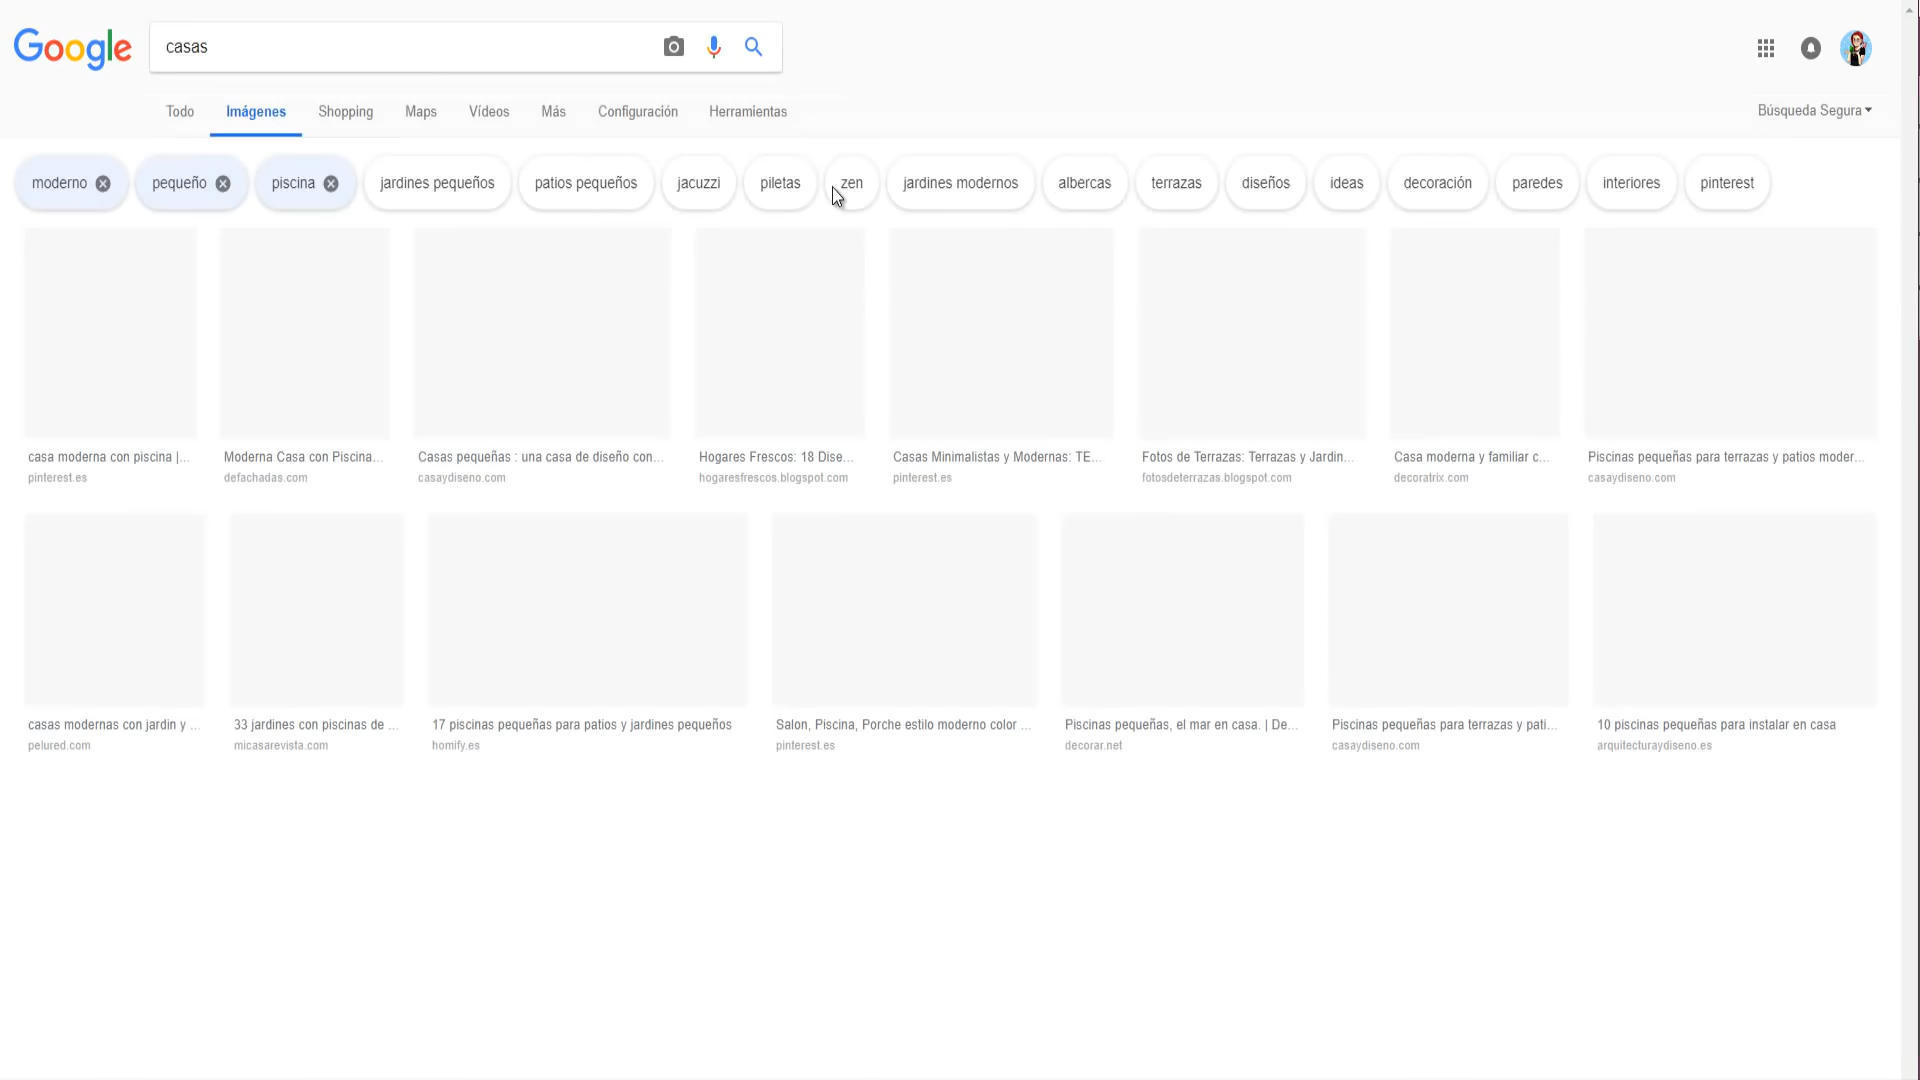 Google casas
Todo Imágenes Shopping Maps Vídeos Más Configuración Herramientas Búsqueda Segura
moderno pequeño piscina jardines pequeños patios pequeños jacuzzi piletas zen jardines modernos albercas terrazas diseños ideas decoración paredes interiores pinterest
casa moderna con piscina |... Moderna Casa con Piscina... Casas pequeñas : una casa de diseño con... Hogares Frescos: 18 Dise... Casas Minimalistas y Modernas: TE... Fotos de Terrazas: Terrazas y Jardin... Casa moderna y familiar c... Piscinas pequeñas para terrazas y patios moder...
pinterest.es defachadas.com casaydiseno.com hogaresfrescos.blogspot.com pinterest.es fotosdeterrazas.blogspot.com decoratrix.com casaydiseno.com
casas modernas con jardin y ... 33 jardines con piscinas de ... 17 piscinas pequeñas para patios y jardines pequeños Salon, Piscina, Porche estilo moderno color ... Piscinas pequeñas, el mar en casa. | De... Piscinas pequeñas para terrazas y pati... 10 piscinas pequeñas para instalar en casa
pelured.com micasarevista.com homify.es pinterest.es decorar.net casaydiseno.com arquitecturaydiseno.es